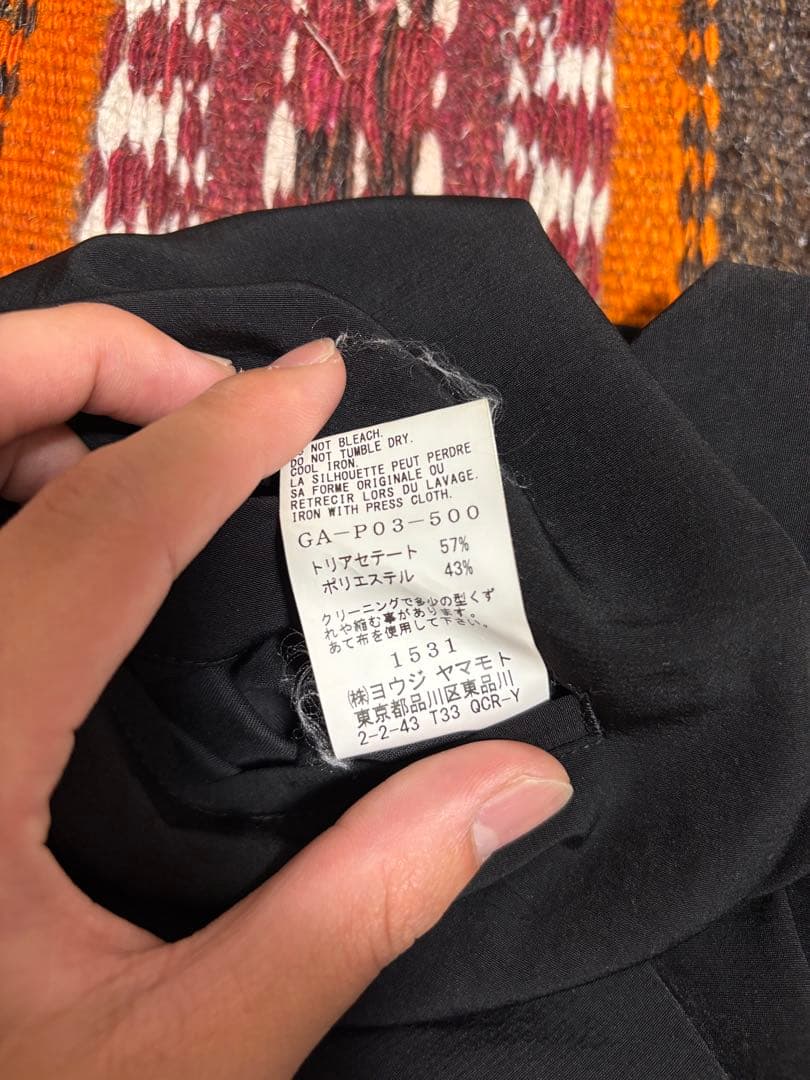 NOT BLEACH.
DO NOT TUMBLE DRY.
COOL IRON.
LA SILHOUETTE PEUT PERDRE
SA FORME ORIGINALE OU
RETRECIR LORS DU LAVAGE.
IRON WITH PRESS CLOTH.
GA-P03-500
トリアセテート 57%
ポリエステル 43%
クリーニングで多少の型くず
れや縮む事があります。
あて布を使用して下さい。
1531
㈱ヨウジ ヤマモト
東京都品川区東品川
2-2-43 T33 QCR-Y